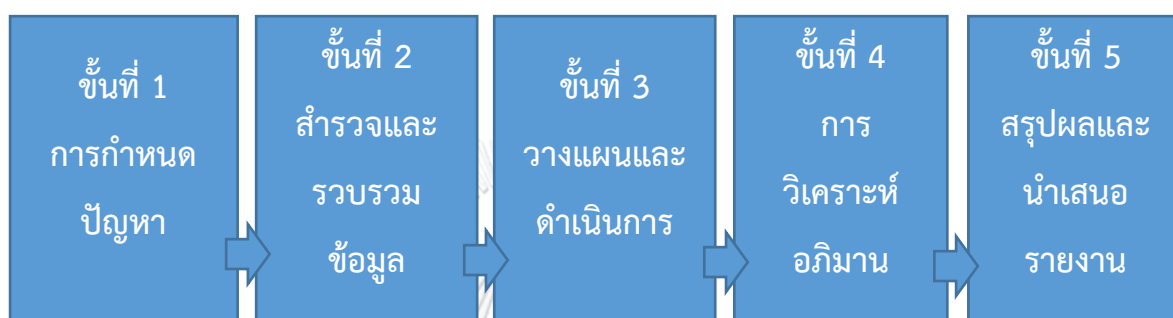 ขั้นที่ 1
การกำหนด
ปัญหา
ขั้นที่ 2
สำรวจและ
รวบรวม
ข้อมูล
ขั้นที่ 3
วางแผนและ
ดำเนินการ
ขั้นที่ 4
การ
วิเคราะห์
อภิมาน
ขั้นที่ 5
สรุปผลและ
นำเสนอ
รายงาน